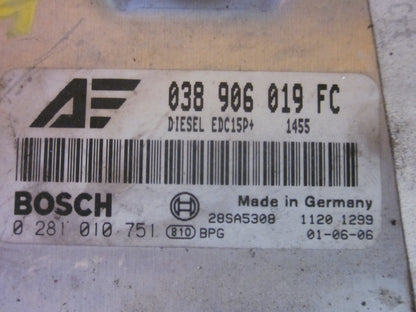 AE
038 906 019 FC
DIESEL EDC15P+ 1455
BOSCH
Made in Germany
28SA5308 1120 1299
0 281 010 751 810 BPG 01-06-06